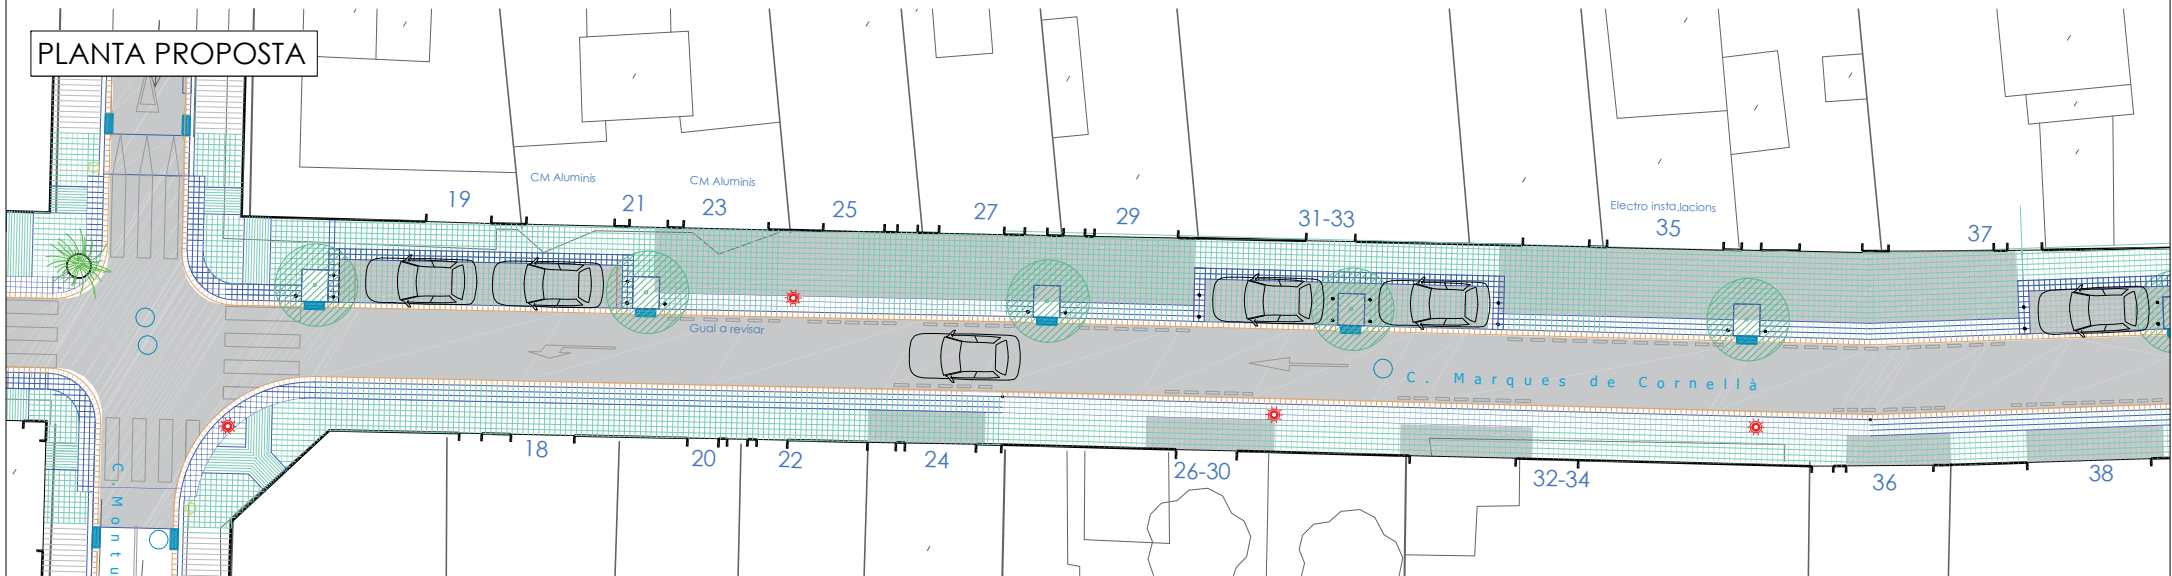 PLANTA PROPOSTA
CM Aluminis
CM Aluminis
19
21
23
25
27
29
31-33
Electro insta.lacions
35
37
Gual a revisar
C. Marques de Cornellà
18
20
22
24
26-30
32-34
36
38
C. Montu